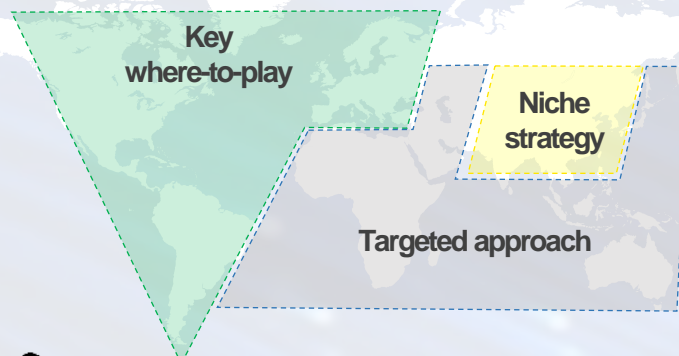 Key
where-to-play
Niche
strategy
Targeted approach